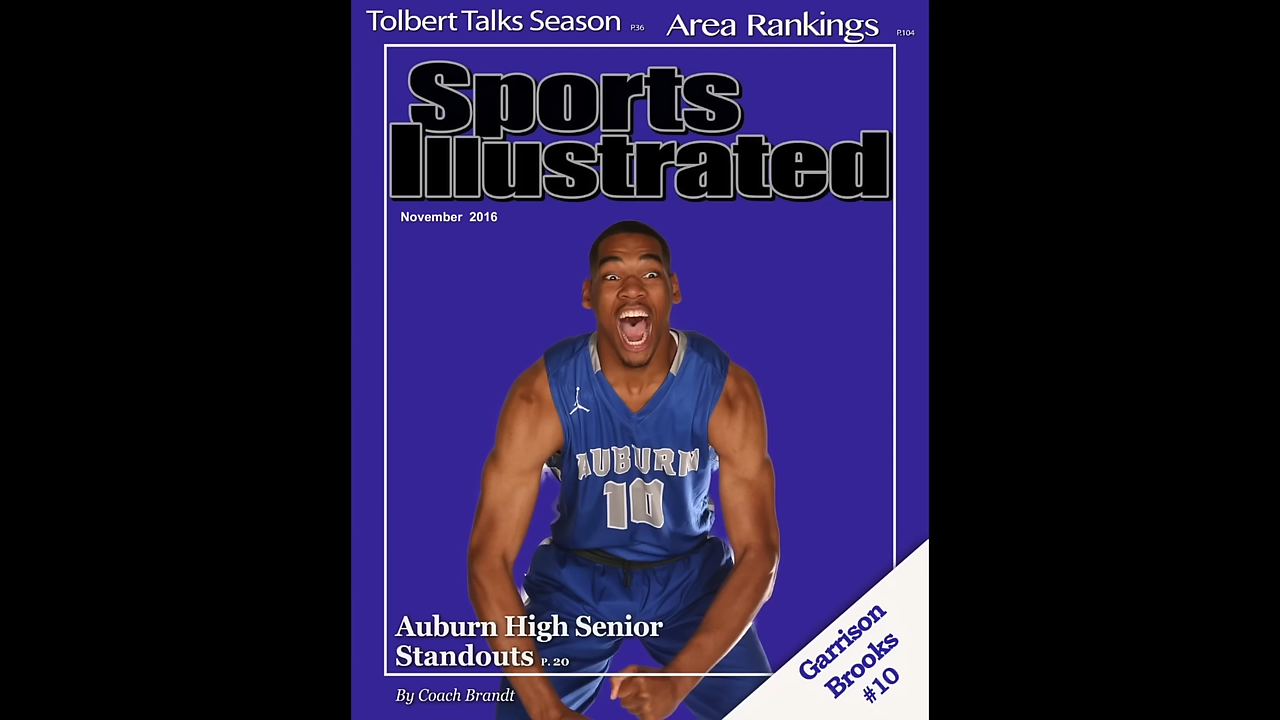 Tolbert Talks Season P.36 Area Rankings P.104
Sports
Illustrated
November 2016
AUBURN
10
Auburn High Senior
Standouts P. 20
By Coach Brandt
Garrison
Brooks
#10